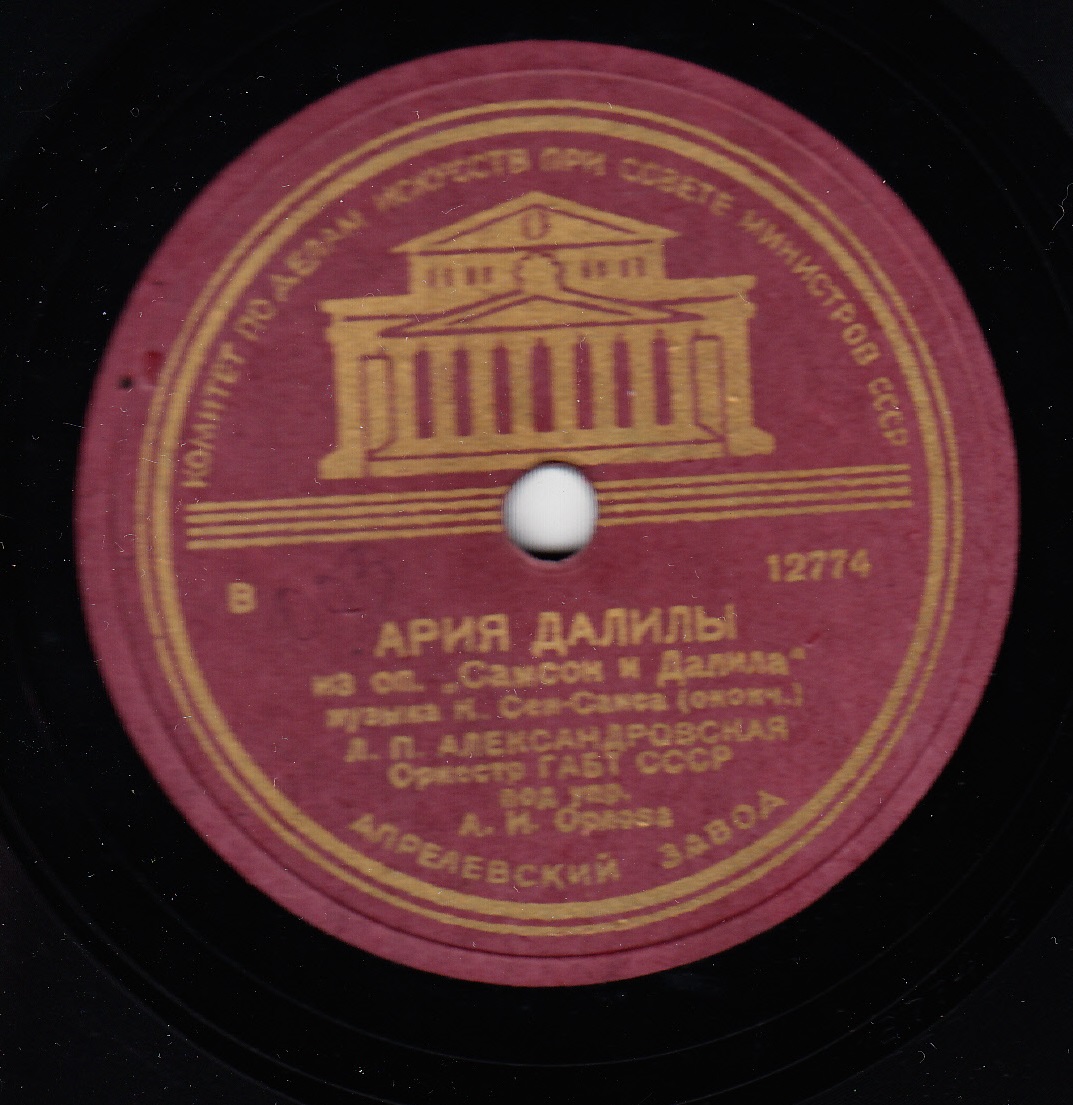 КОМИТЕТ ПО ДЕЛАМ ИСКУССТВ ПРИ СОВЕТЕ МИНИСТРОВ СССР
В
12774
АРИЯ ДАЛИЛЫ
из оп. „Самсон и Далила“
музыка К. Сен-Санса (оконч.)
Л. П. АЛЕКСАНДРОВСКАЯ
Оркестр ГАБТ СССР
под упр.
А. И. Орлова
АПРЕЛЕВСКИЙ ЗАВОД